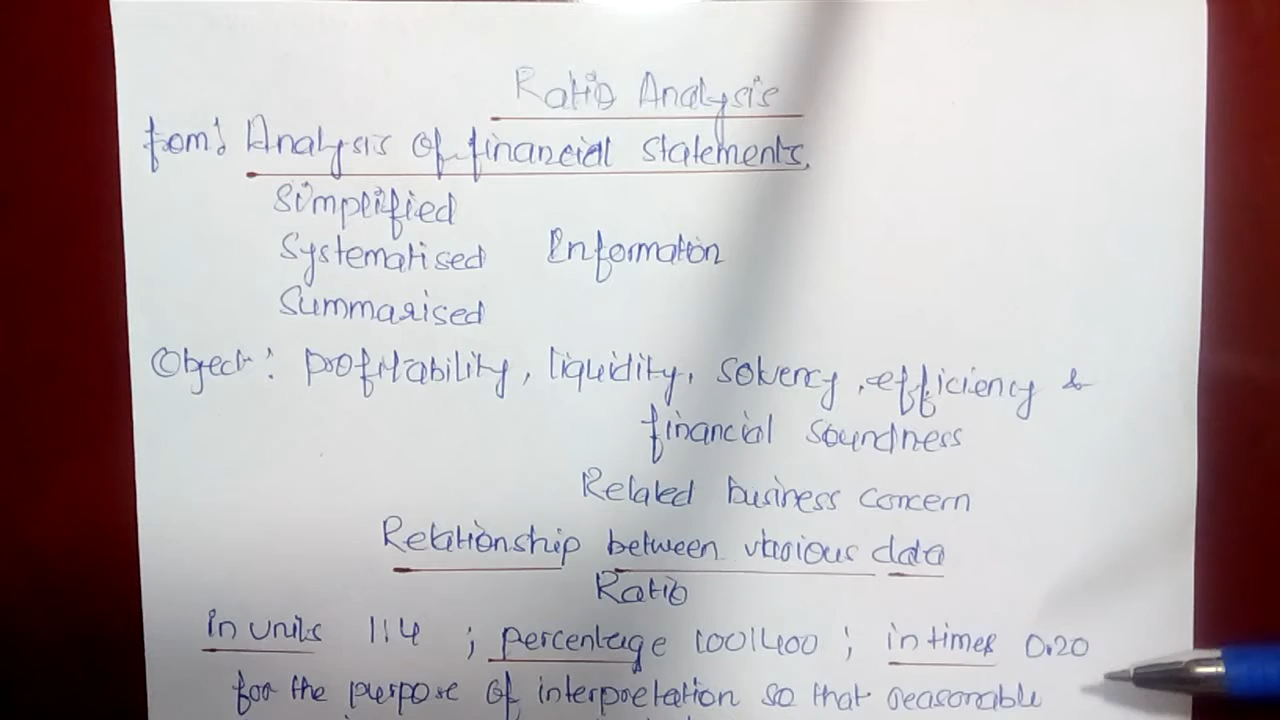 Ratio Analysis
from: Analysis of financial statements.
Simplified
Systematised Information
Summarised
Object: profitability, liquidity, solvency, efficiency &
financial soundness
Related business concern
Relationship between various data
Ratio
in units 1:4 ; percentage 100/400 ; in times 0.20
for the purpose of interpretation so that reasonable